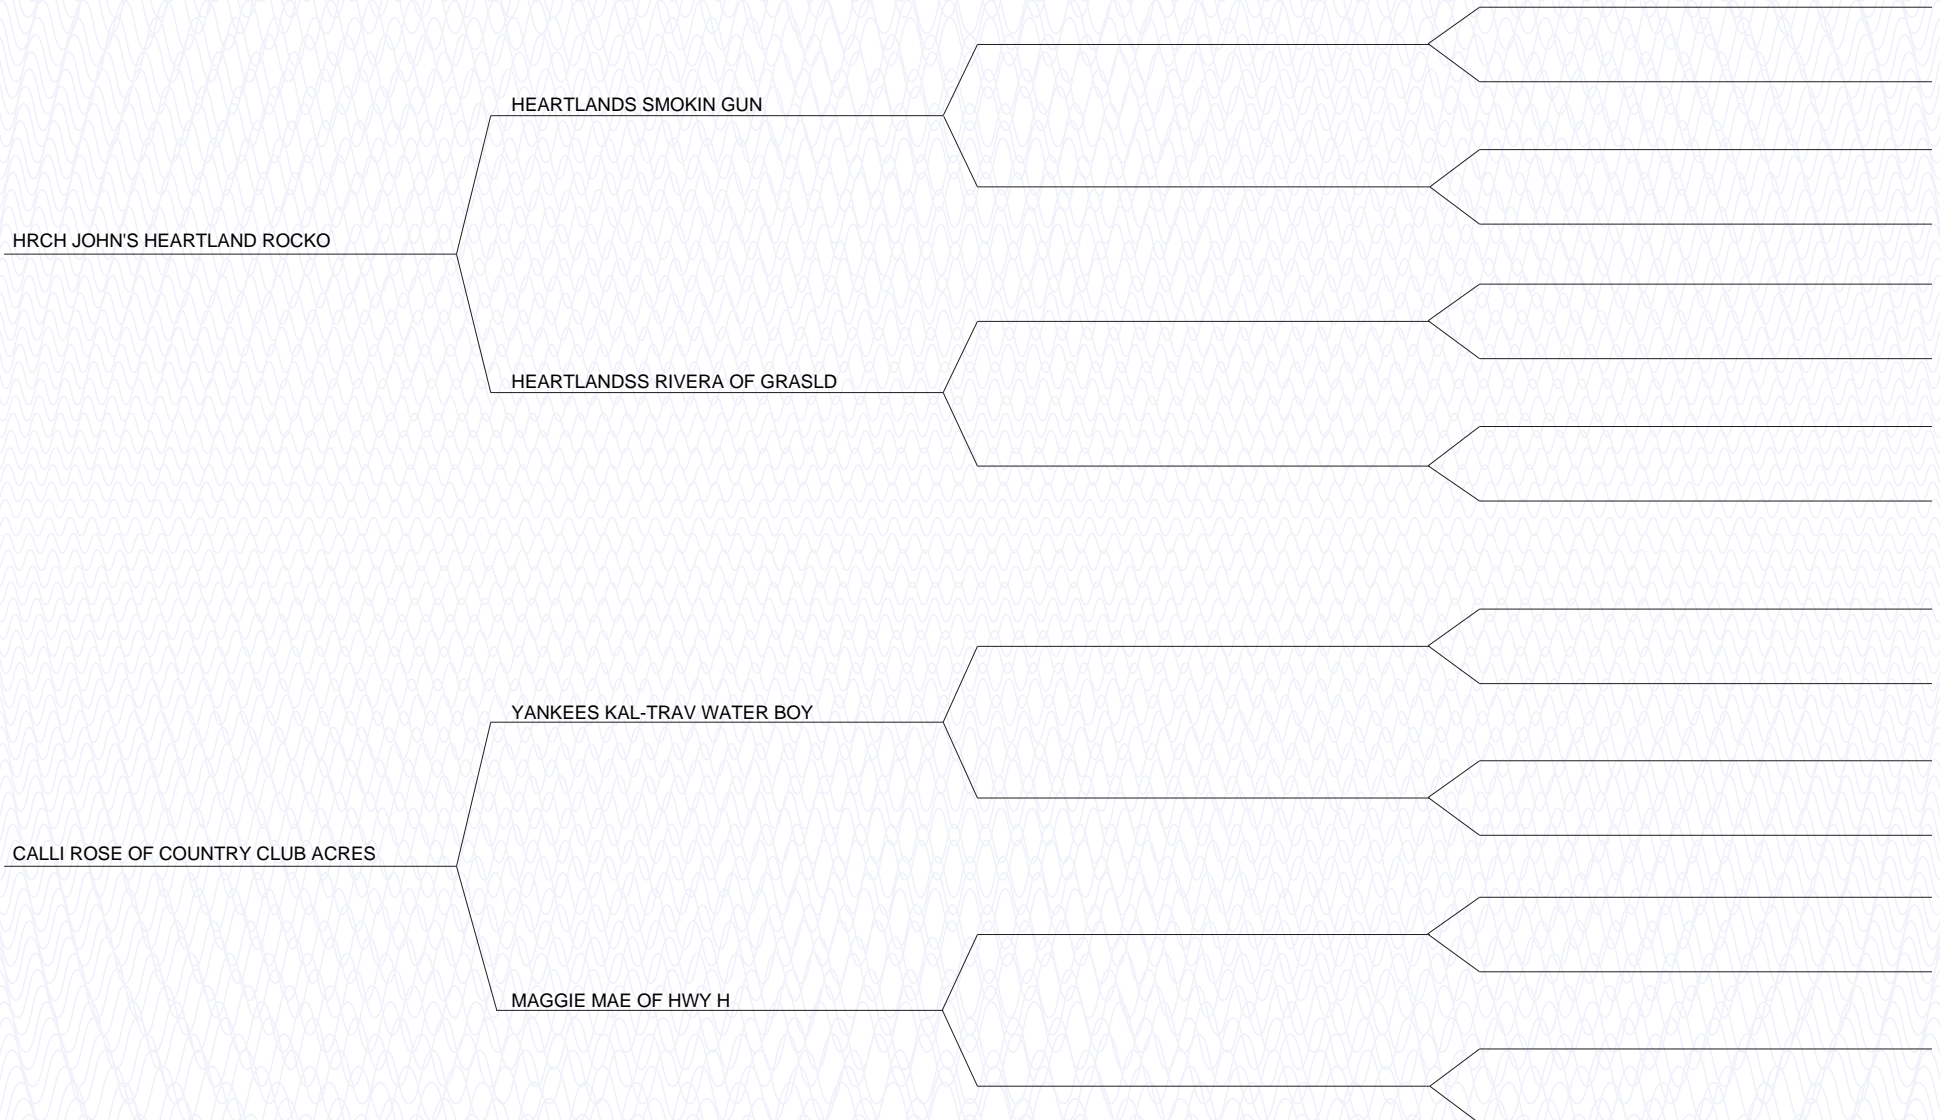 HEARTLANDS SMOKIN GUN
HRCH JOHN'S HEARTLAND ROCKO
HEARTLANDSS RIVERA OF GRASLD
YANKEES KAL-TRAV WATER BOY
CALLI ROSE OF COUNTRY CLUB ACRES
MAGGIE MAE OF HWY H